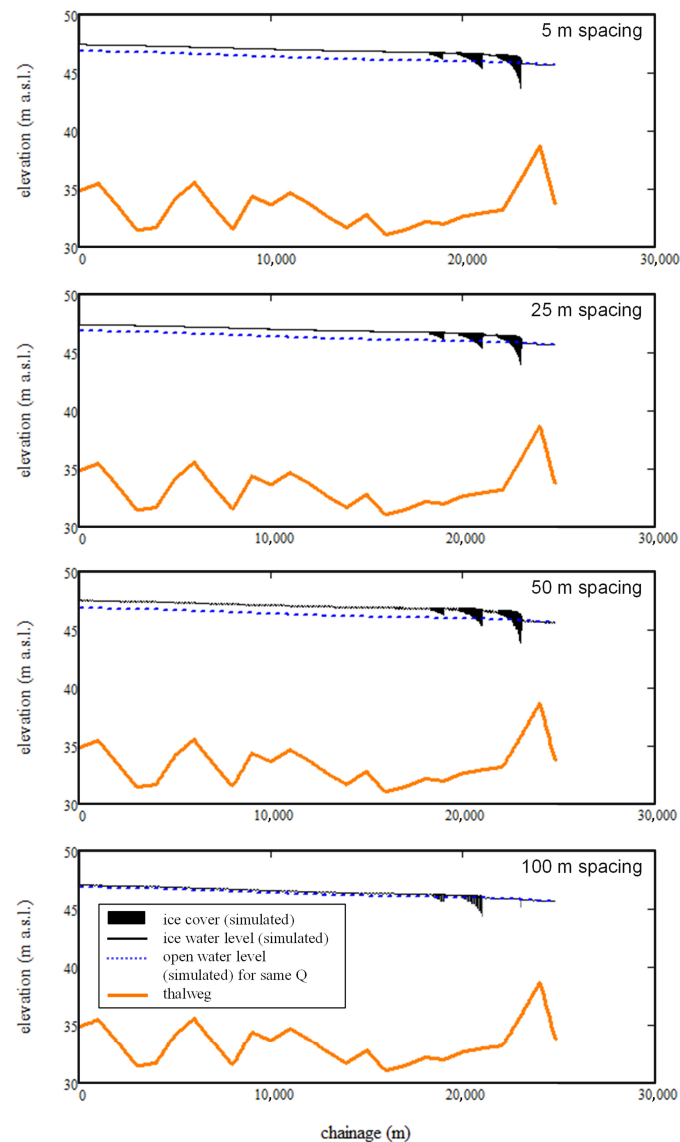 50
5 m spacing
45
40
35
30
elevation (m a.s.l.)
0
10,000
20,000
30,000
50
25 m spacing
45
40
35
30
elevation (m a.s.l.)
0
10,000
20,000
30,000
50
50 m spacing
45
40
35
30
elevation (m a.s.l.)
0
10,000
20,000
30,000
50
100 m spacing
45
40
35
30
elevation (m a.s.l.)
ice cover (simulated)
ice water level (simulated)
open water level
(simulated) for same Q
thalweg
0
10,000
20,000
30,000
chainage (m)